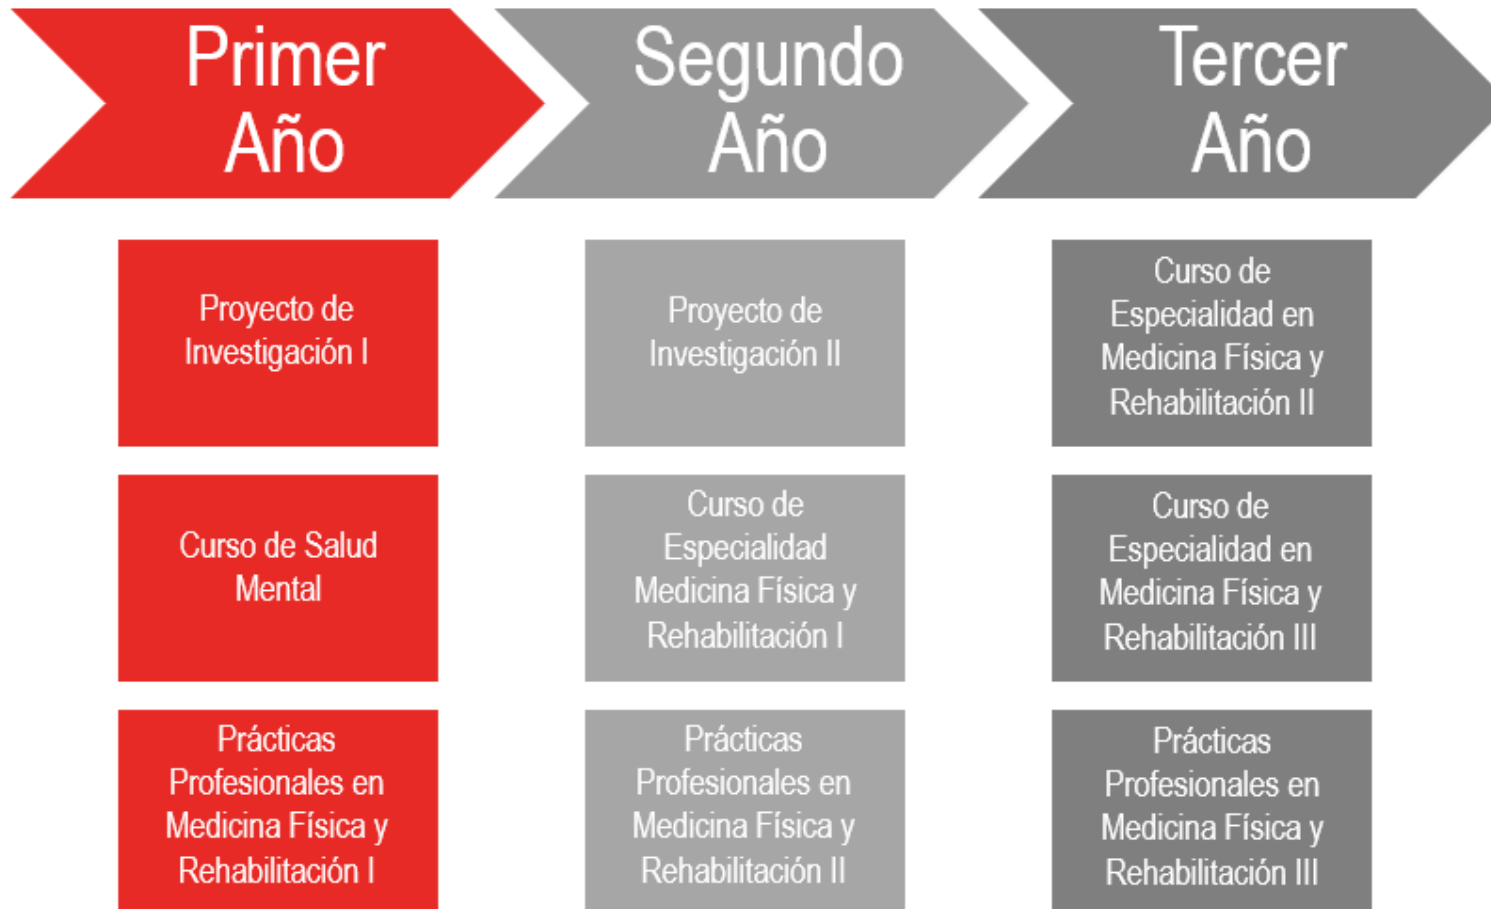 Primer
Año
Segundo
Año
Tercer
Año
Proyecto de
Investigación I
Proyecto de
Investigación II
Curso de
Especialidad en
Medicina Física y
Rehabilitación II
Curso de Salud
Mental
Curso de
Especialidad
Medicina Física y
Rehabilitación I
Curso de
Especialidad en
Medicina Física y
Rehabilitación III
Prácticas
Profesionales en
Medicina Física y
Rehabilitación I
Prácticas
Profesionales en
Medicina Física y
Rehabilitación II
Prácticas
Profesionales en
Medicina Física y
Rehabilitación III